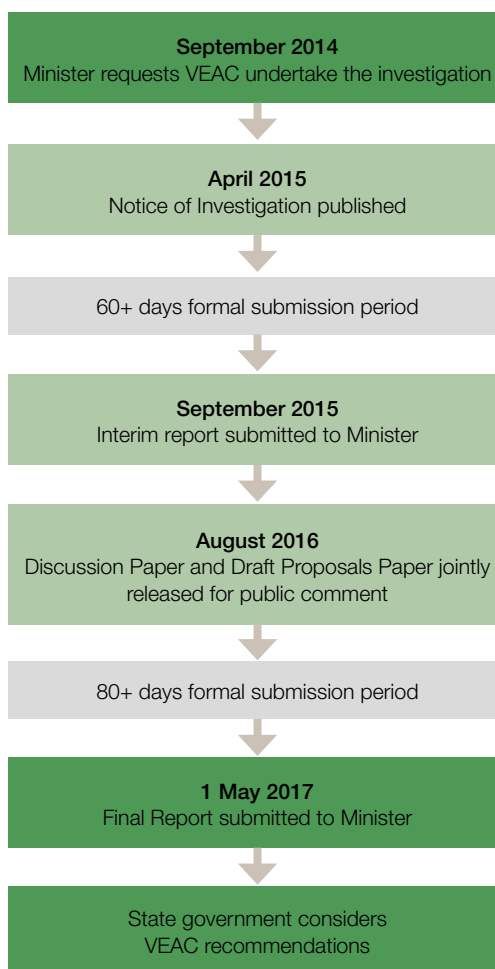 September 2014
Minister requests VEAC undertake the investigation
April 2015
Notice of Investigation published
60+ days formal submission period
September 2015
Interim report submitted to Minister
August 2016
Discussion Paper and Draft Proposals Paper jointly
released for public comment
80+ days formal submission period
1 May 2017
Final Report submitted to Minister
State government considers
VEAC recommendations